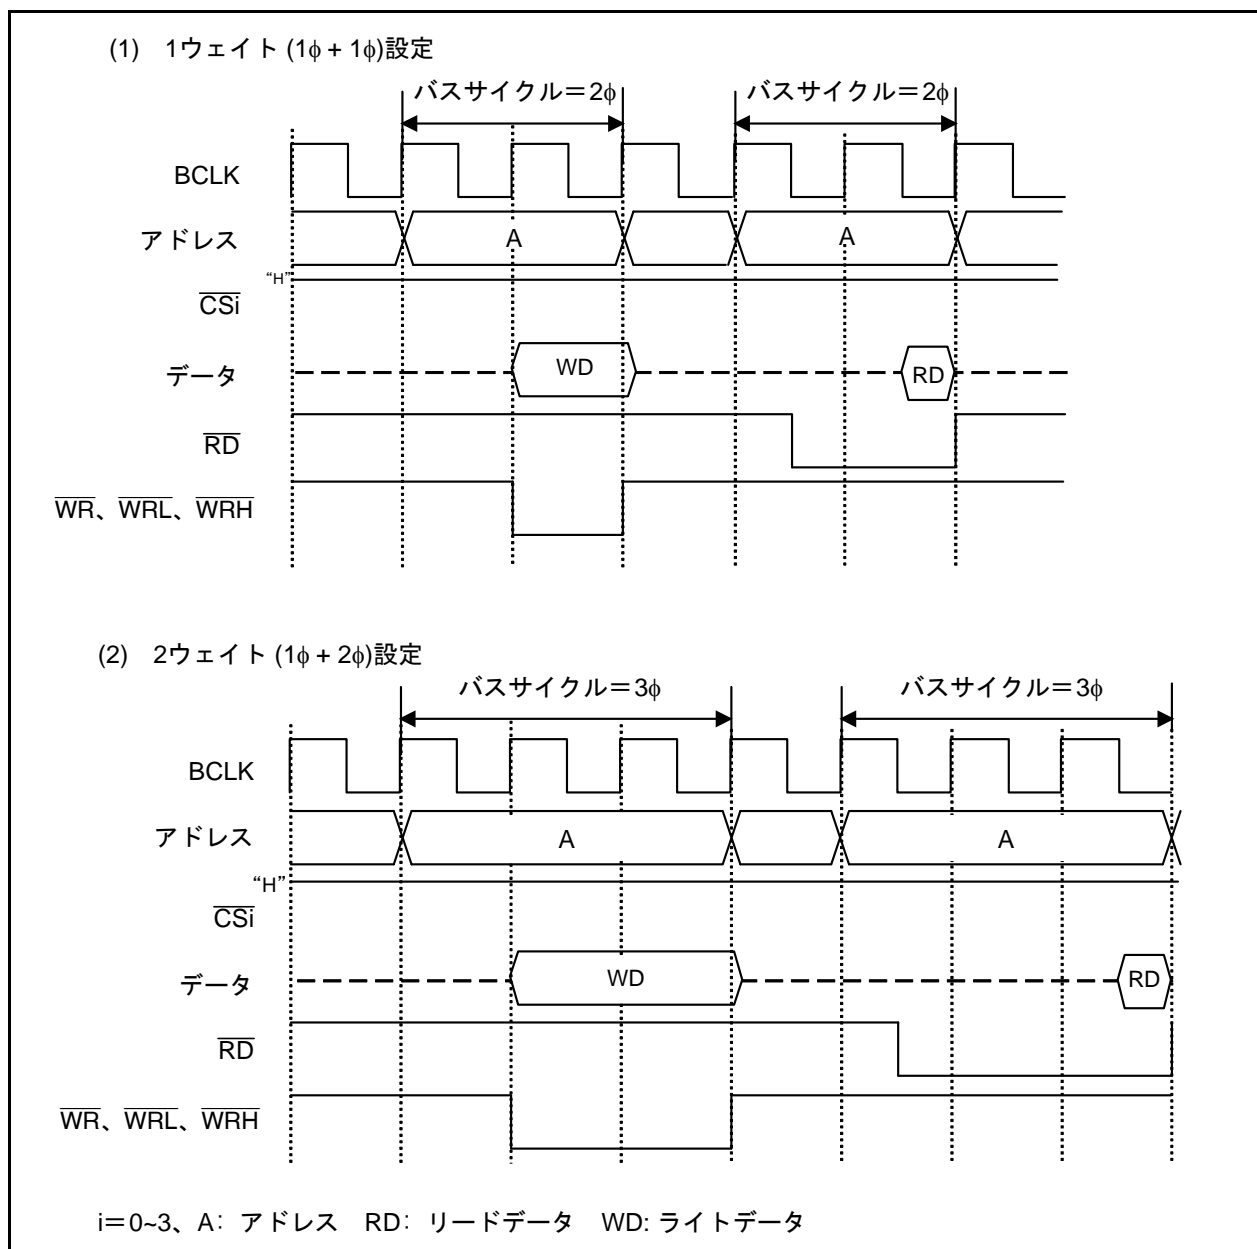 (1) 1ウェイト (1ϕ + 1ϕ)設定
バスサイクル＝2ϕ バスサイクル＝2ϕ
BCLK
アドレス A A
“H”
CSi
データ WD RD
RD
WR、WRL、WRH
(2) 2ウェイト (1ϕ + 2ϕ)設定
バスサイクル＝3ϕ バスサイクル＝3ϕ
BCLK
アドレス A A
“H”
CSi
データ WD RD
RD
WR、WRL、WRH
i＝0~3、A： アドレス RD： リードデータ WD: ライトデータ